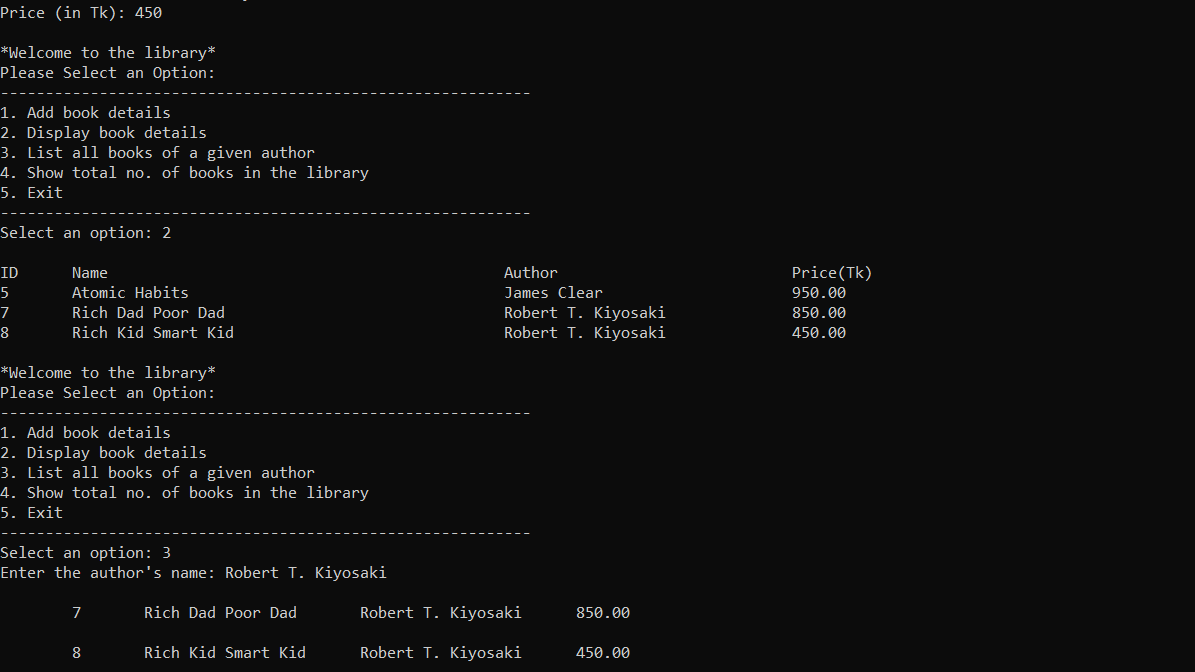 Price (in Tk): 450
*Welcome to the library*
Please Select an Option:
-----------------------------------------------------------
1. Add book details
2. Display book details
3. List all books of a given author
4. Show total no. of books in the library
5. Exit
-----------------------------------------------------------
Select an option: 2
ID      Name                                            Author                          Price(Tk)
5       Atomic Habits                                   James Clear                     950.00
7       Rich Dad Poor Dad                               Robert T. Kiyosaki              850.00
8       Rich Kid Smart Kid                              Robert T. Kiyosaki              450.00
*Welcome to the library*
Please Select an Option:
-----------------------------------------------------------
1. Add book details
2. Display book details
3. List all books of a given author
4. Show total no. of books in the library
5. Exit
-----------------------------------------------------------
Select an option: 3
Enter the author's name: Robert T. Kiyosaki
        7       Rich Dad Poor Dad       Robert T. Kiyosaki      850.00
        8       Rich Kid Smart Kid      Robert T. Kiyosaki      450.00